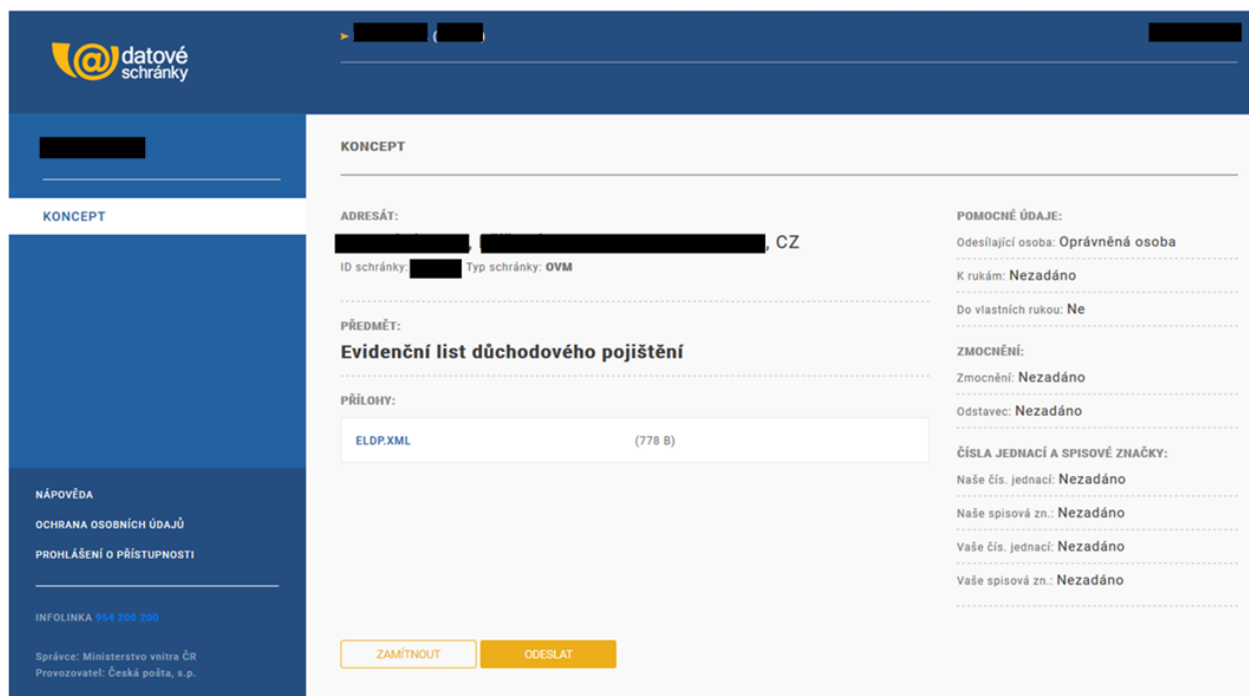 datové
schránky
KONCEPT
NÁPOVĚDA
OCHRANA OSOBNÍCH ÚDAJŮ
PROHLÁŠENÍ O PŘÍSTUPNOSTI
INFOLINKA 954 200 200
Správce: Ministerstvo vnitra ČR
Provozovatel: Česká pošta, s.p.
KONCEPT
ADRESÁT:
, CZ
ID schránky: Typ schránky: OVM
PŘEDMĚT:
Evidenční list důchodového pojištění
PŘÍLOHY:
ELDP.XML (778 B)
ZAMÍTNOUT ODESLAT
POMOCNÉ ÚDAJE:
Odesílající osoba: Oprávněná osoba
K rukám: Nezadáno
Do vlastních rukou: Ne
ZMOCNĚNÍ:
Zmocnění: Nezadáno
Odstavec: Nezadáno
ČÍSLA JEDNACÍ A SPISOVÉ ZNAČKY:
Naše čís. jednací: Nezadáno
Naše spisová zn.: Nezadáno
Vaše čís. jednací: Nezadáno
Vaše spisová zn.: Nezadáno